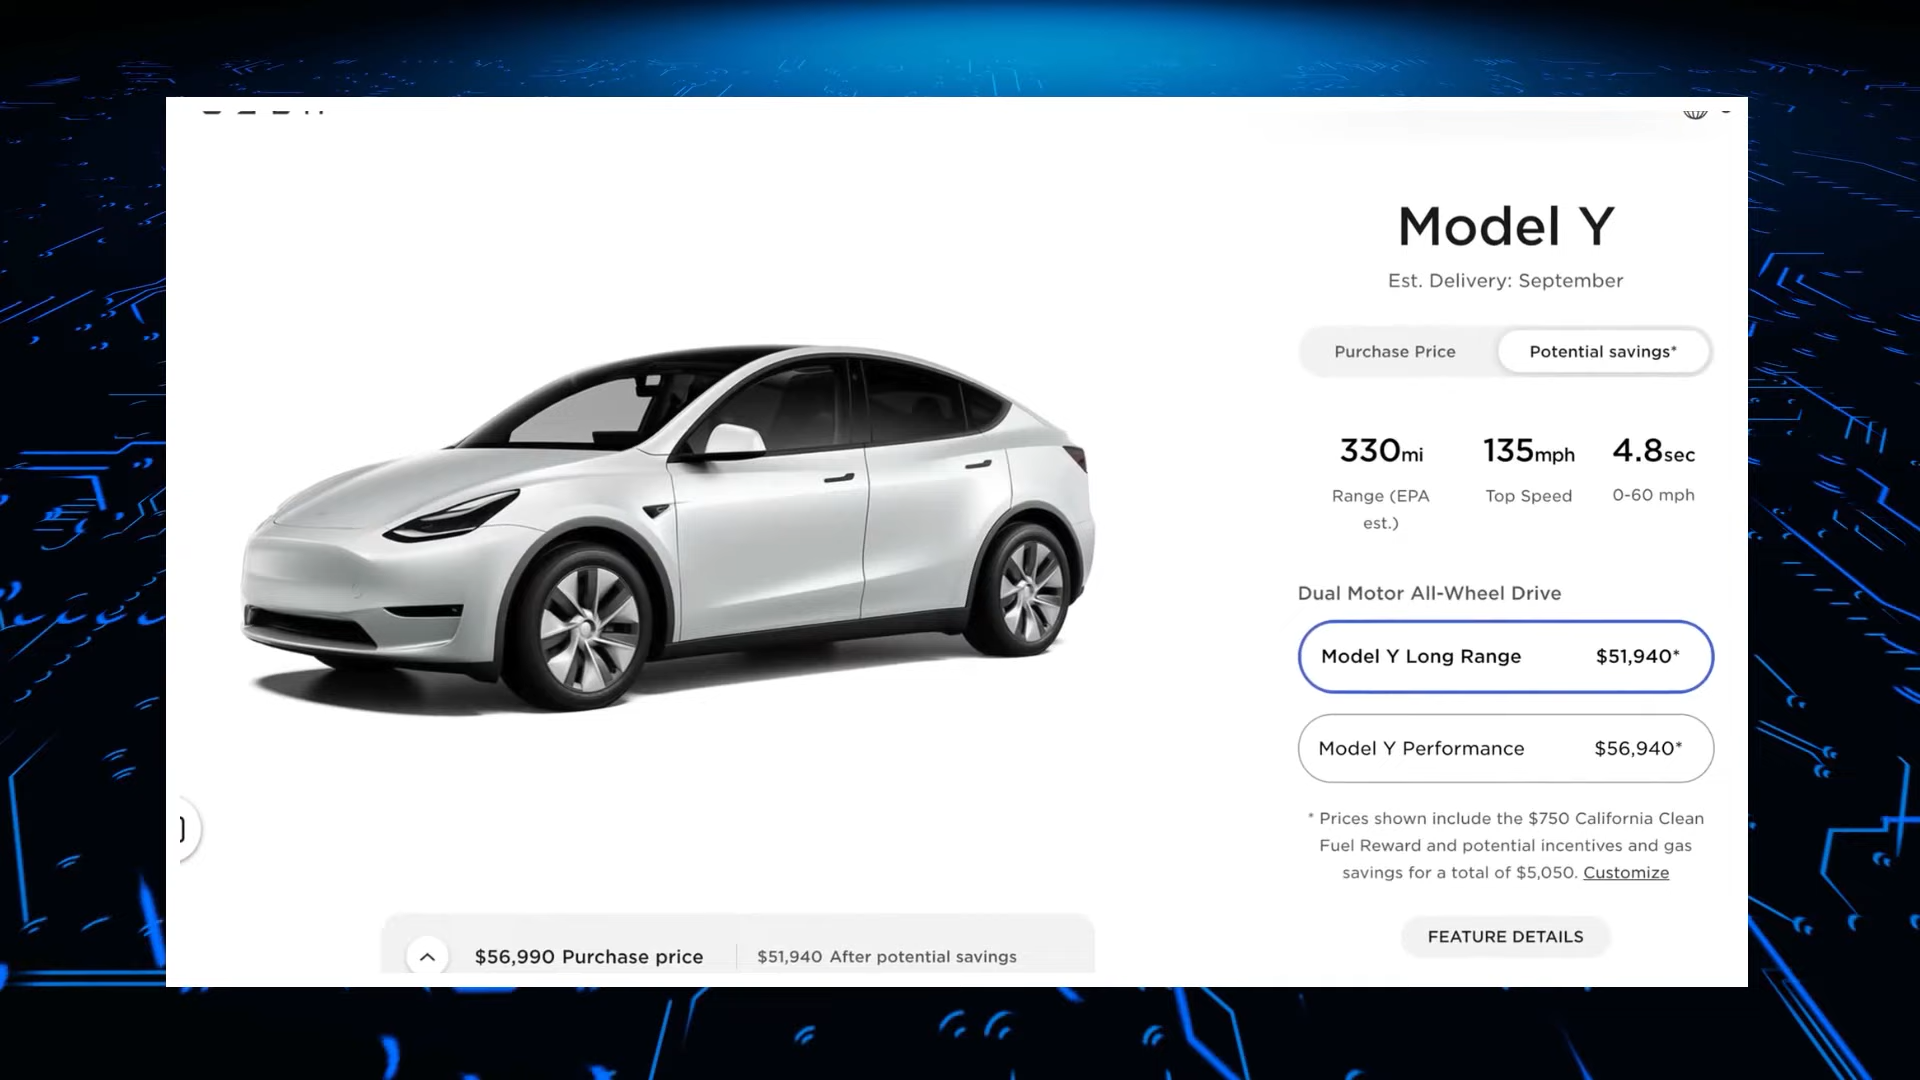 Model Y
Est. Delivery: September
Purchase Price
Potential savings*
330mi
135mph
4.8sec
Range (EPA
est.)
Top Speed
0-60 mph
Dual Motor All-Wheel Drive
Model Y Long Range $51,940*
Model Y Performance $56,940*
* Prices shown include the $750 California Clean
Fuel Reward and potential incentives and gas
savings for a total of $5,050. Customize
FEATURE DETAILS
$56,990 Purchase price
$51,940 After potential savings